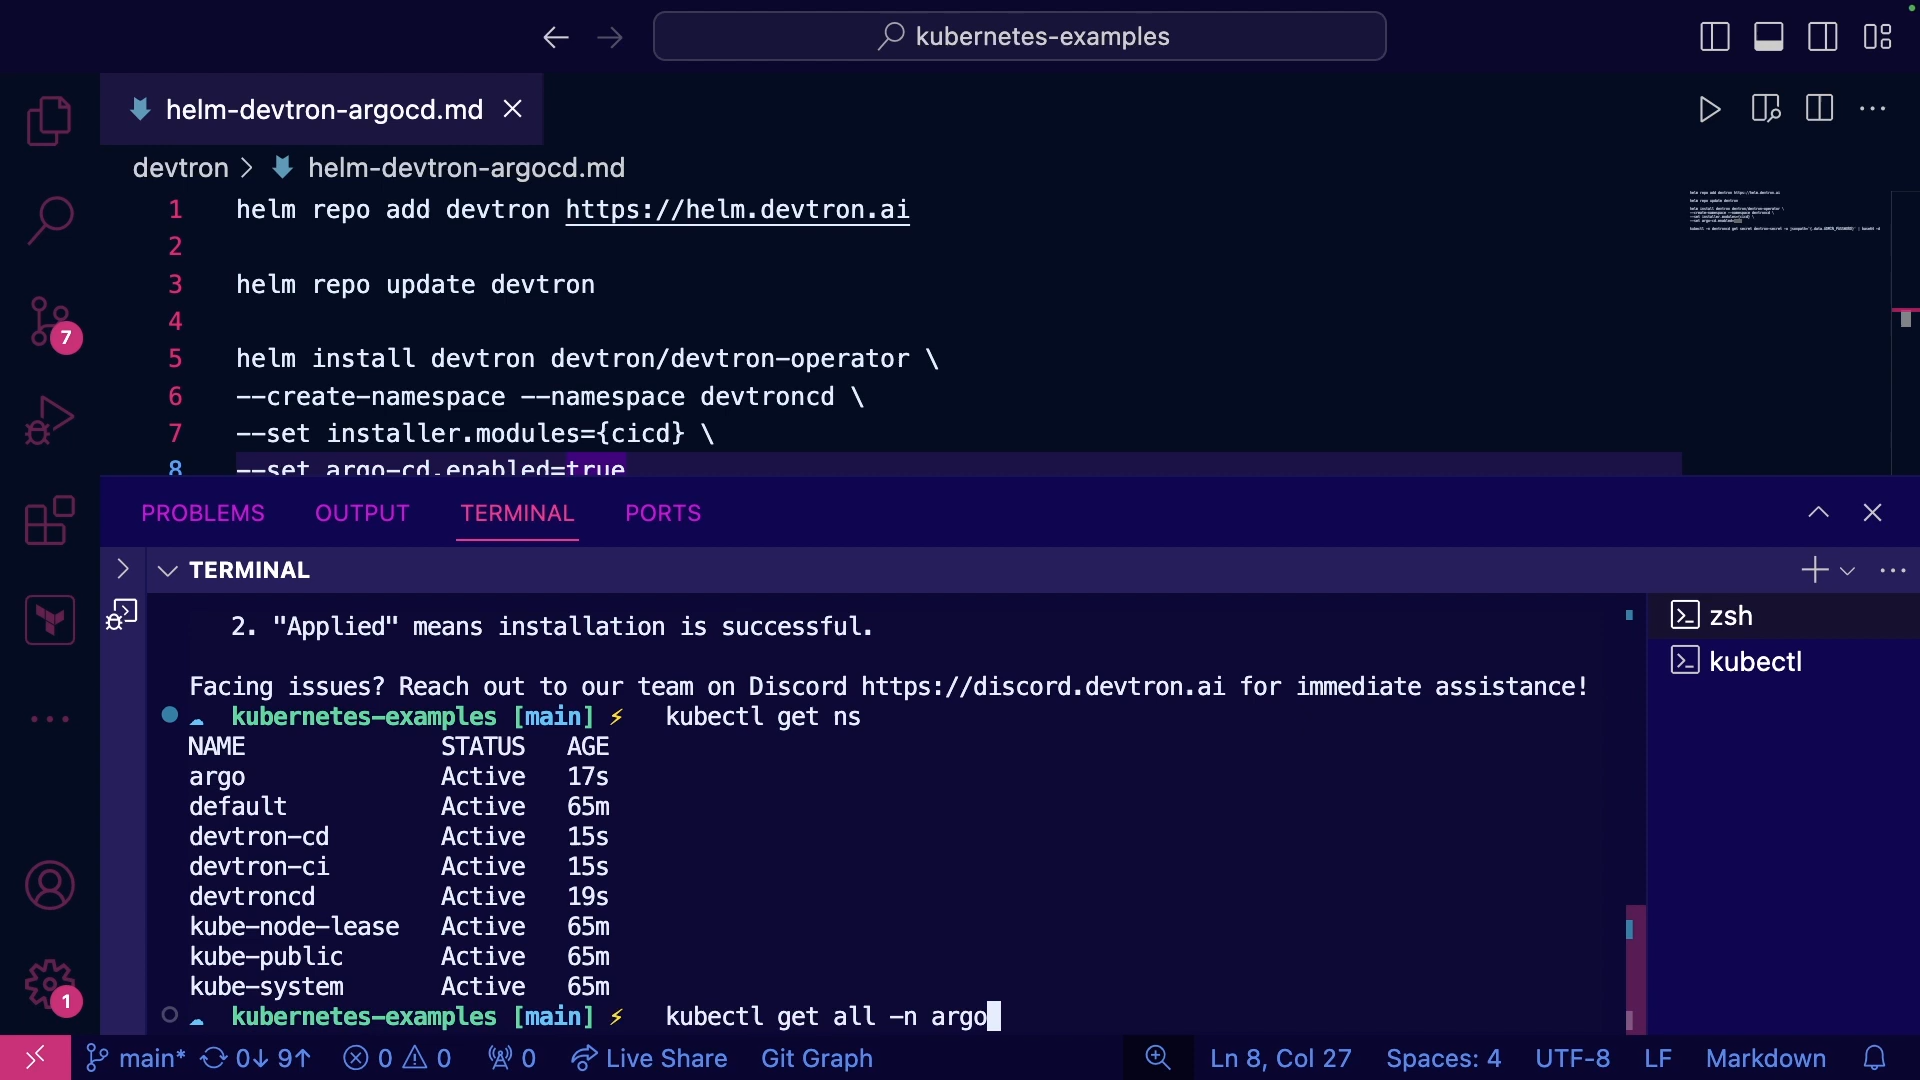 kubernetes-examples
helm-devtron-argocd.md
devtron > helm-devtron-argocd.md
1 helm repo add devtron https://helm.devtron.ai
2
3 helm repo update devtron
4
5 helm install devtron devtron/devtron-operator \
6 --create-namespace --namespace devtroncd \
7 --set installer.modules={cicd} \
8 --set argo-cd.enabled=true
7
1
PROBLEMS OUTPUT TERMINAL PORTS
TERMINAL
zsh
kubectl
2. "Applied" means installation is successful.
Facing issues? Reach out to our team on Discord https://discord.devtron.ai for immediate assistance!
kubernetes-examples [main] ⚡ kubectl get ns
NAME STATUS AGE
argo Active 17s
default Active 65m
devtron-cd Active 15s
devtron-ci Active 15s
devtroncd Active 19s
kube-node-lease Active 65m
kube-public Active 65m
kube-system Active 65m
kubernetes-examples [main] ⚡ kubectl get all -n argo
main* 0↓ 9↑ 0 0 0 Live Share Git Graph Ln 8, Col 27 Spaces: 4 UTF-8 LF Markdown